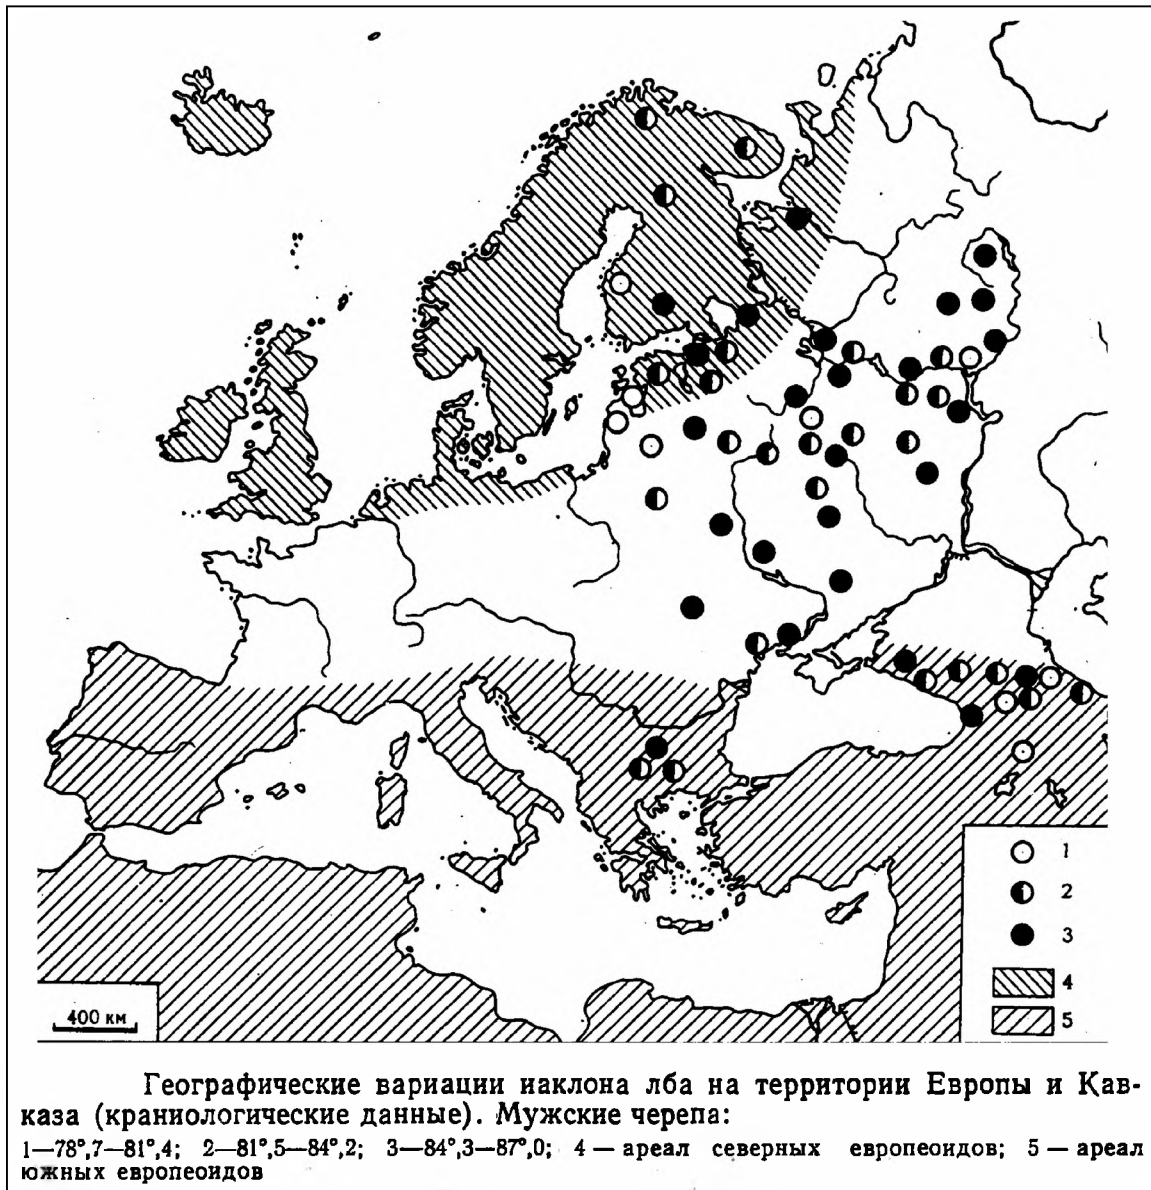 1
2
3
4
5
400 км
Географические вариации иаклона лба на территории Европы и Кав-
каза (краниологические данные). Мужские черепа:
1—78°,7—81°,4; 2—81°,5—84°,2; 3—84°,3—87°,0; 4 — ареал северных европеоидов; 5 — ареал
южных европеоидов